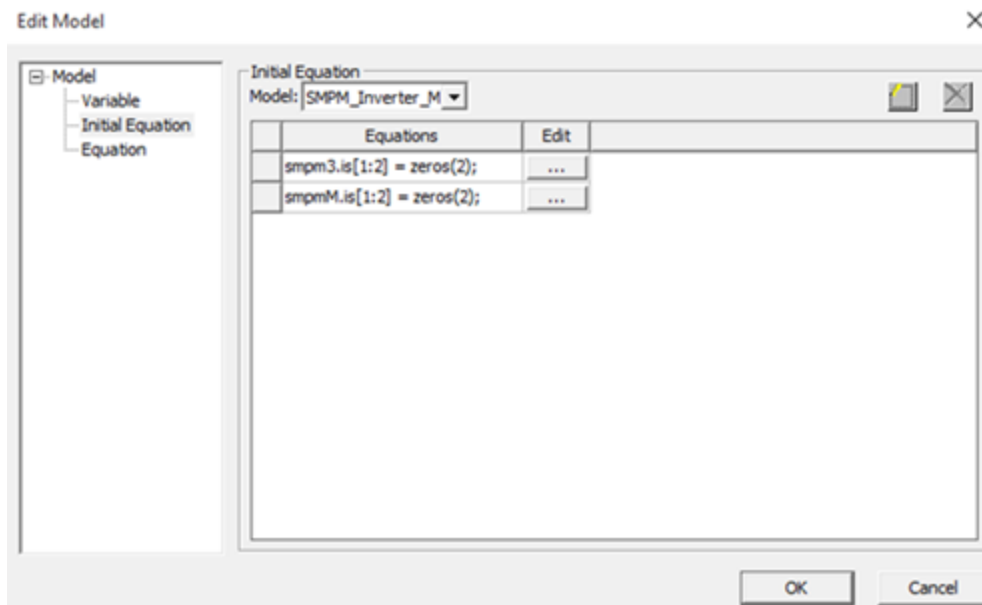 Edit Model
Model
Variable
Initial Equation
Equation
Initial Equation
Model: SMPM_Inverter_M
Equations Edit
smpm3.is[1:2] = zeros(2); ...
smpmM.is[1:2] = zeros(2); ...
OK Cancel